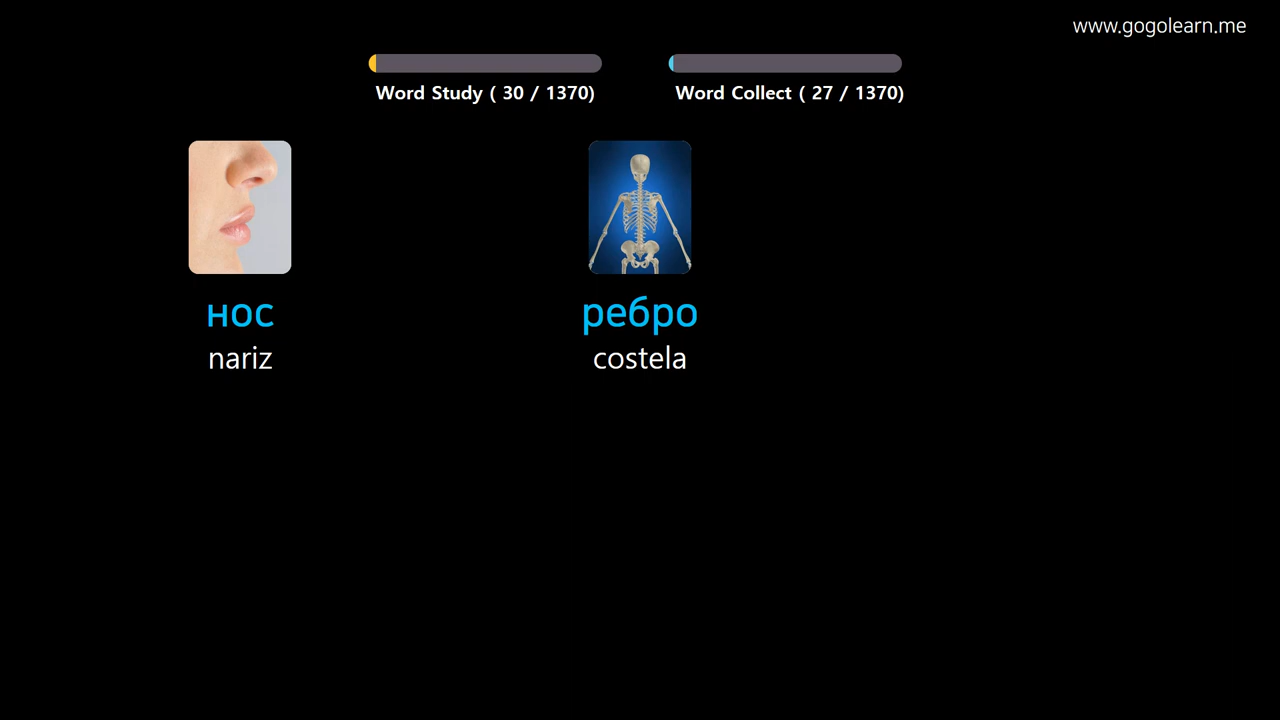 www.gogolearn.me
Word Study ( 30 / 1370)
Word Collect ( 27 / 1370)
нос
nariz
ребро
costela